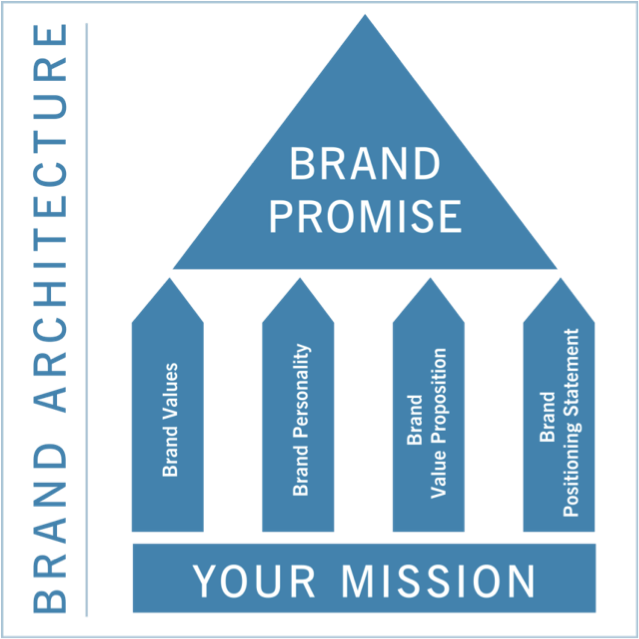 BRAND ARCHITECTURE
BRAND
PROMISE
Brand Values
Brand Personality
Brand
Value Proposition
Brand
Positioning Statement
YOUR MISSION